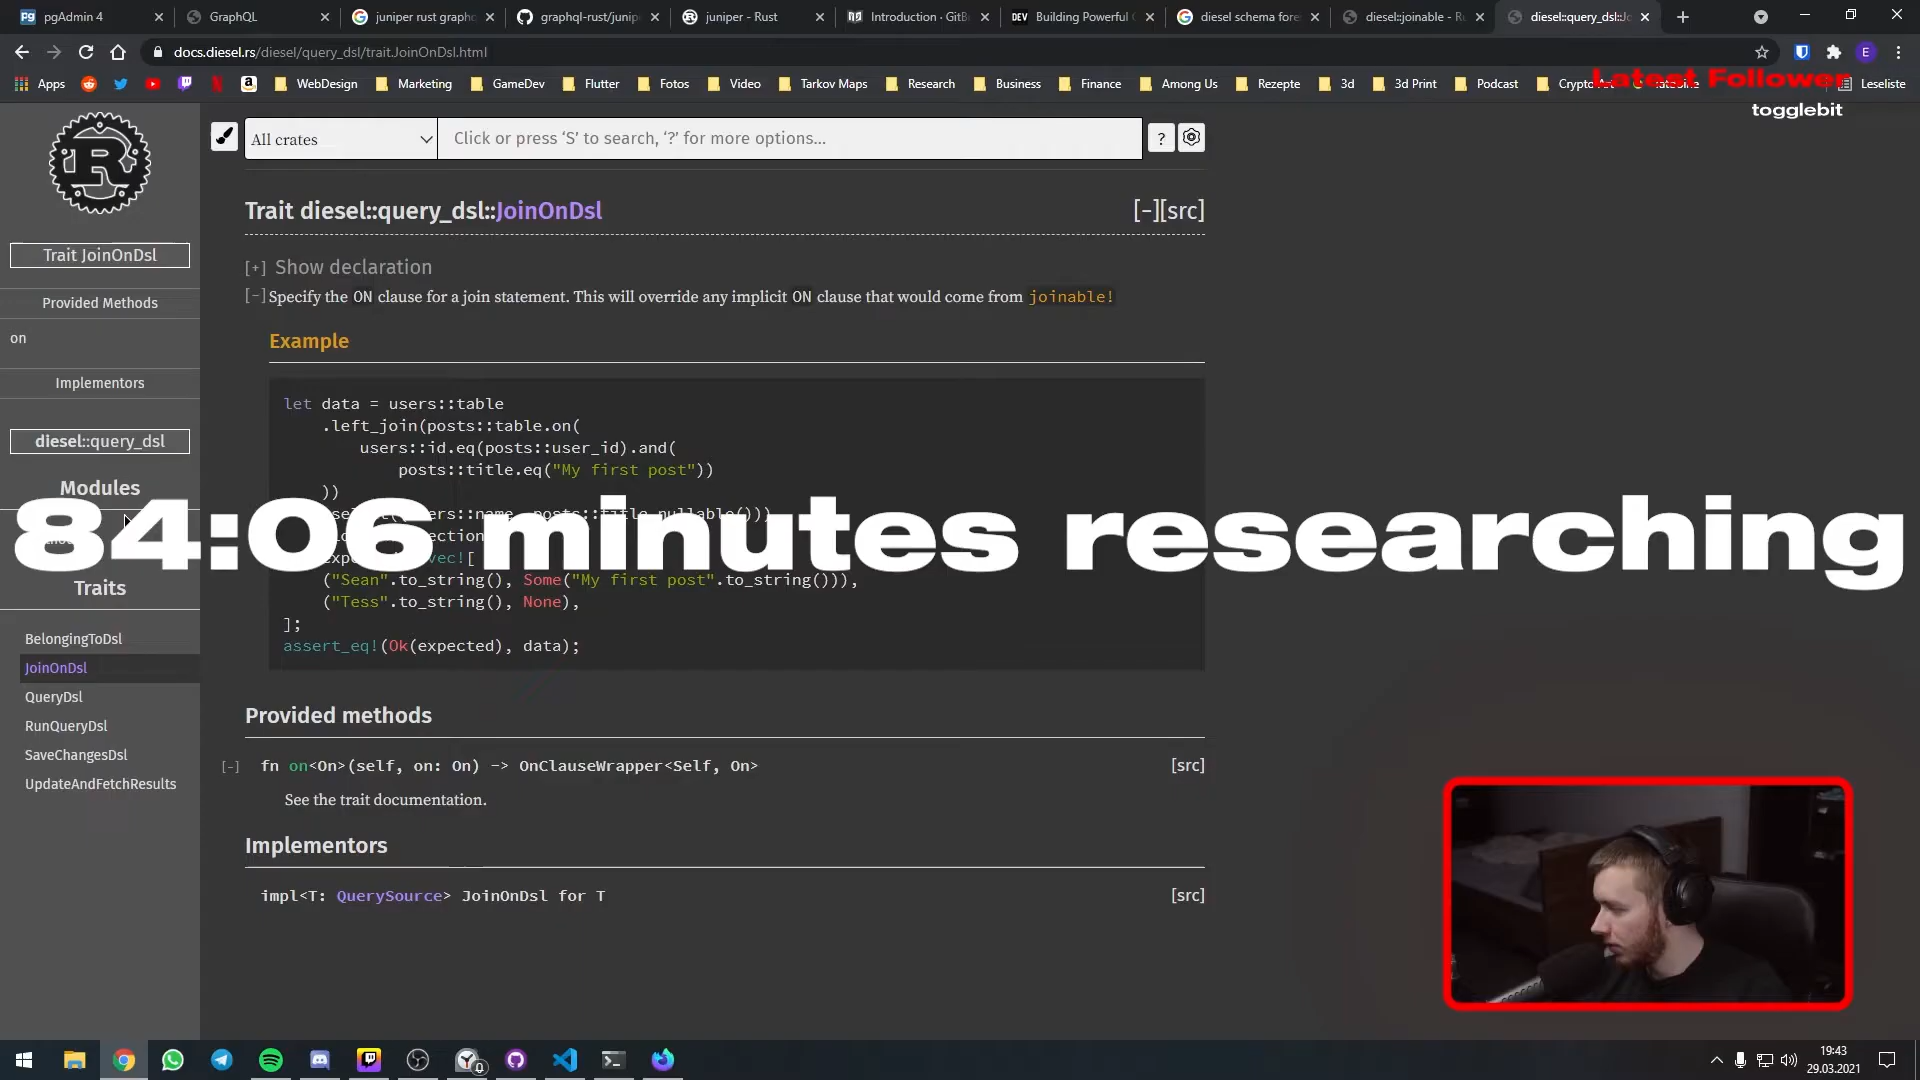 pgAdmin 4
GraphQL
juniper rust graphq
graphql-rust/junipe
juniper - Rust
Introduction · GitB
Building Powerful
diesel schema fore
diesel::joinable - Ru
diesel::query_dsl::Jo
docs.diesel.rs/diesel/query_dsl/trait.JoinOnDsl.html
Apps
WebDesign
Marketing
GameDev
Flutter
Fotos
Video
Tarkov Maps
Research
Business
Finance
Among Us
Rezepte
3d
3d Print
Podcast
Leseliste
Latest Follower
togglebit
All crates
Click or press ‘S’ to search, ‘?’ for more options...
?
Trait diesel::query_dsl::JoinOnDsl
[-][src]
Trait JoinOnDsl
Provided Methods
on
Implementors
diesel::query_dsl
Modules
Traits
BelongingToDsl
JoinOnDsl
QueryDsl
RunQueryDsl
SaveChangesDsl
UpdateAndFetchResults
[+] Show declaration
[-] Specify the ON clause for a join statement. This will override any implicit ON clause that would come from joinable!
Example
let data = users::table
.left_join(posts::table.on(
users::id.eq(posts::user_id).and(
posts::title.eq("My first post"))
))
84:06 minutes researching
("Sean".to_string(), Some("My first post".to_string())),
("Tess".to_string(), None),
];
assert_eq!(Ok(expected), data);
Provided methods
[-] fn on<On>(self, on: On) -> OnClauseWrapper<Self, On>
[src]
See the trait documentation.
Implementors
impl<T: QuerySource> JoinOnDsl for T
[src]
19:43
29.03.2021